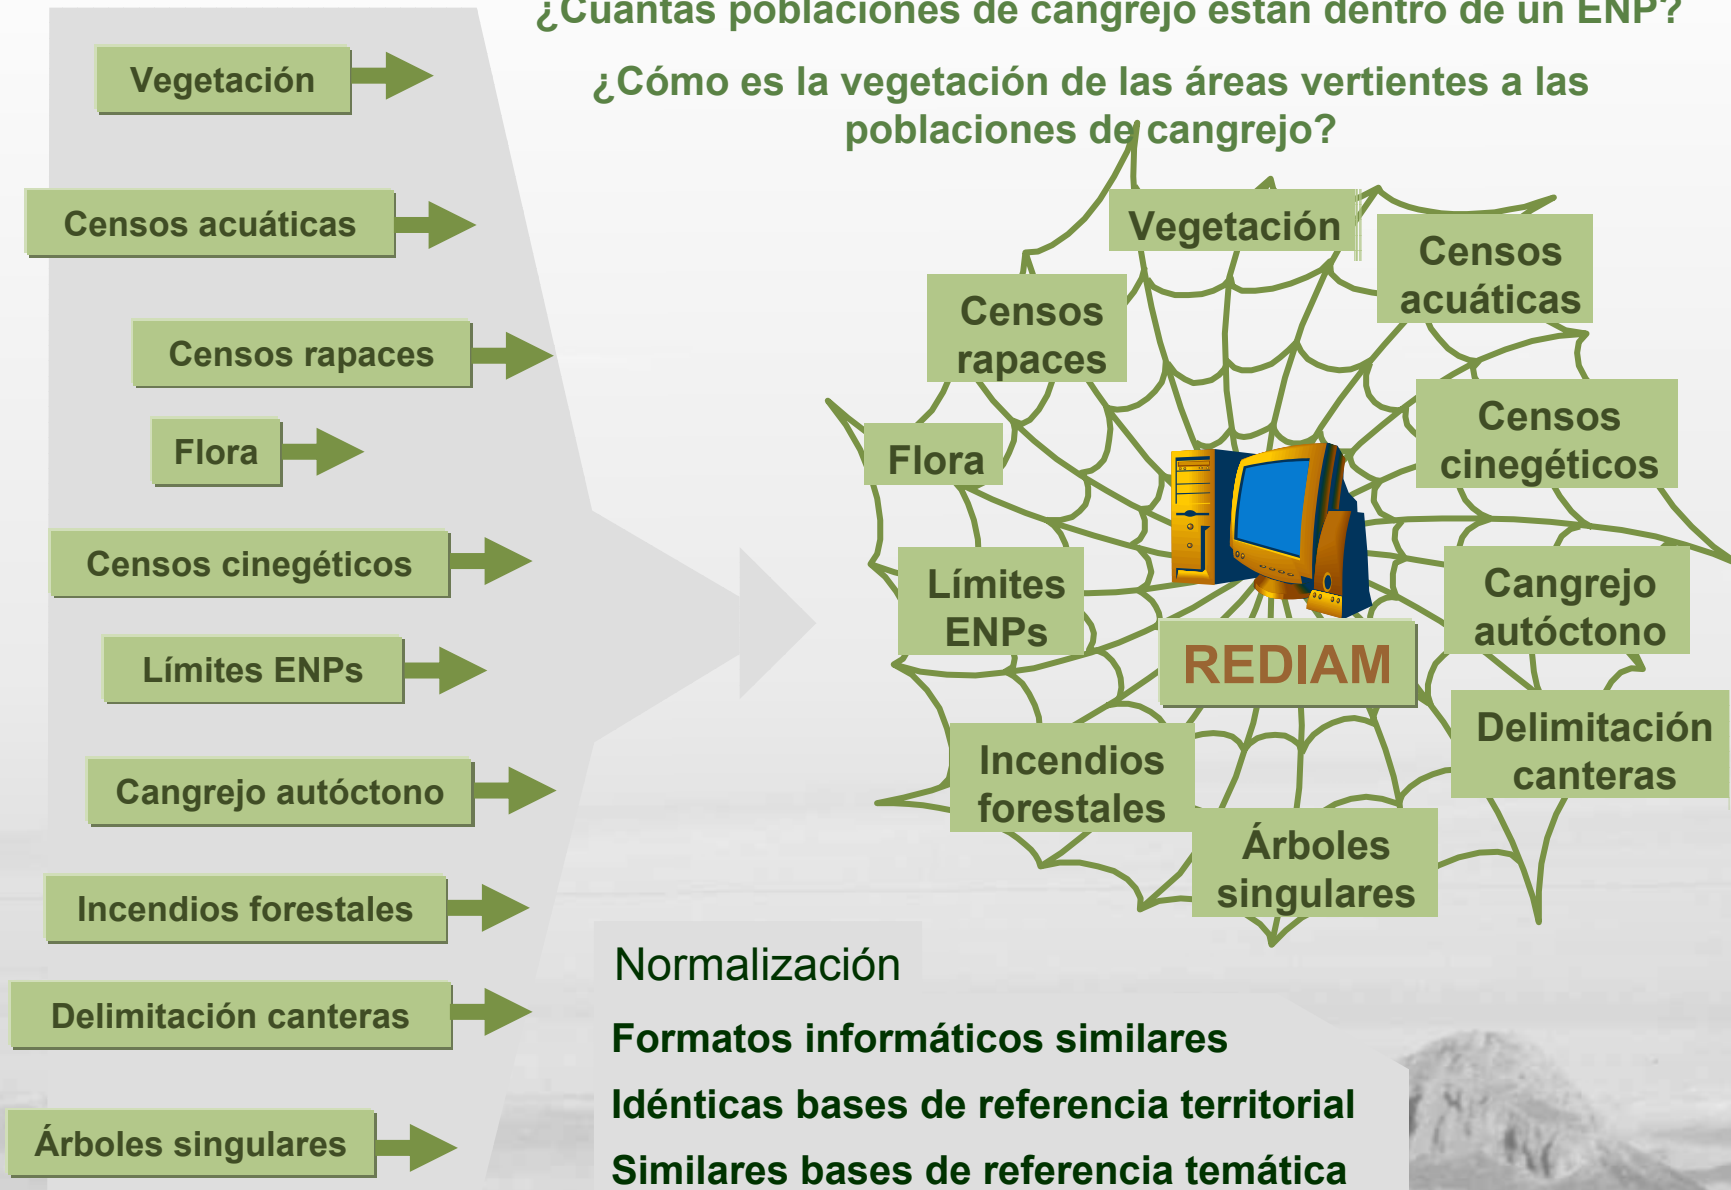 ¿Cuántas poblaciones de cangrejo están dentro de un ENP?
¿Cómo es la vegetación de las áreas vertientes a las
poblaciones de cangrejo?
Vegetación
Censos acuáticas
Censos rapaces
Flora
Censos cinegéticos
Límites ENPs
Cangrejo autóctono
Incendios forestales
Delimitación canteras
Árboles singulares
Vegetación
Censos
acuáticas
Censos
rapaces
Censos
cinegéticos
Flora
Límites
ENPs
Cangrejo
autóctono
REDIAM
Delimitación
canteras
Incendios
forestales
Árboles
singulares
Normalización
Formatos informáticos similares
Idénticas bases de referencia territorial
Similares bases de referencia temática